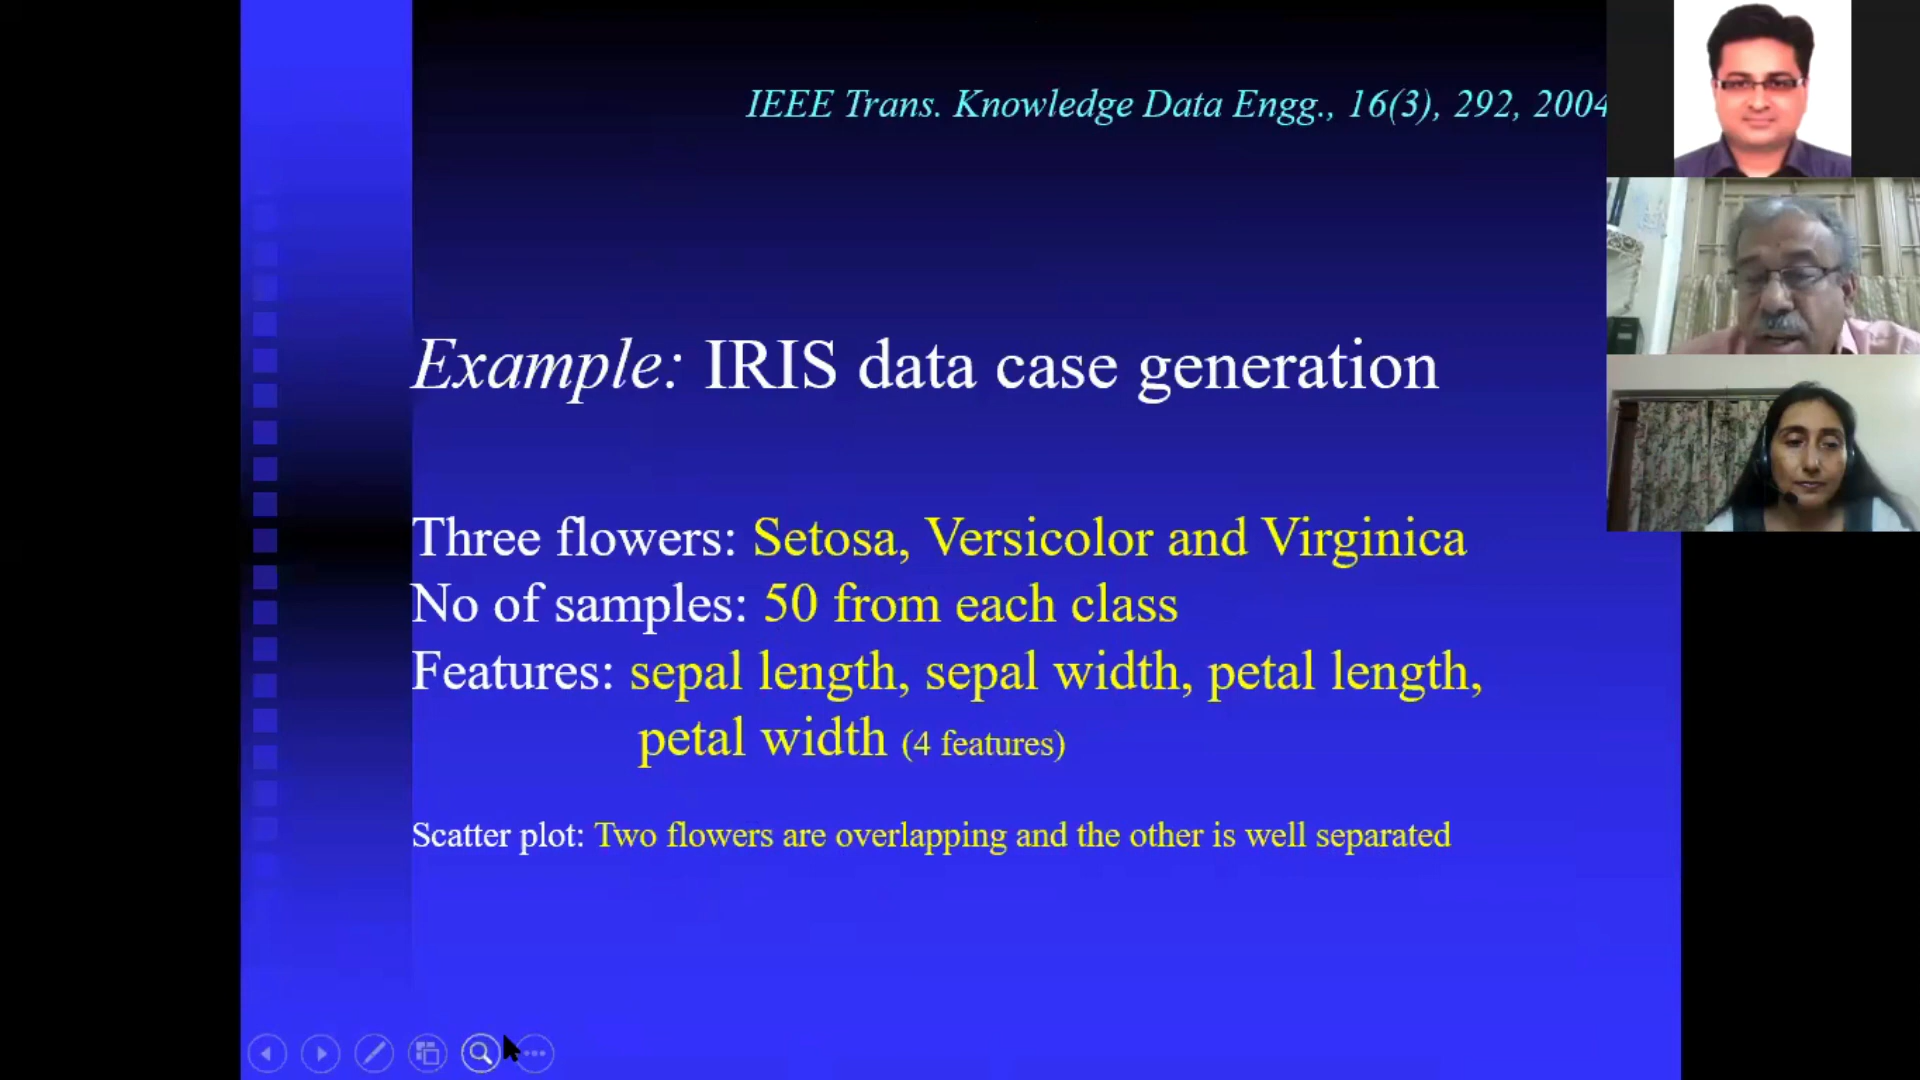 IEEE Trans. Knowledge Data Engg., 16(3), 292, 2004
Example: IRIS data case generation
Three flowers: Setosa, Versicolor and Virginica
No of samples: 50 from each class
Features: sepal length, sepal width, petal length,
petal width (4 features)
Scatter plot: Two flowers are overlapping and the other is well separated